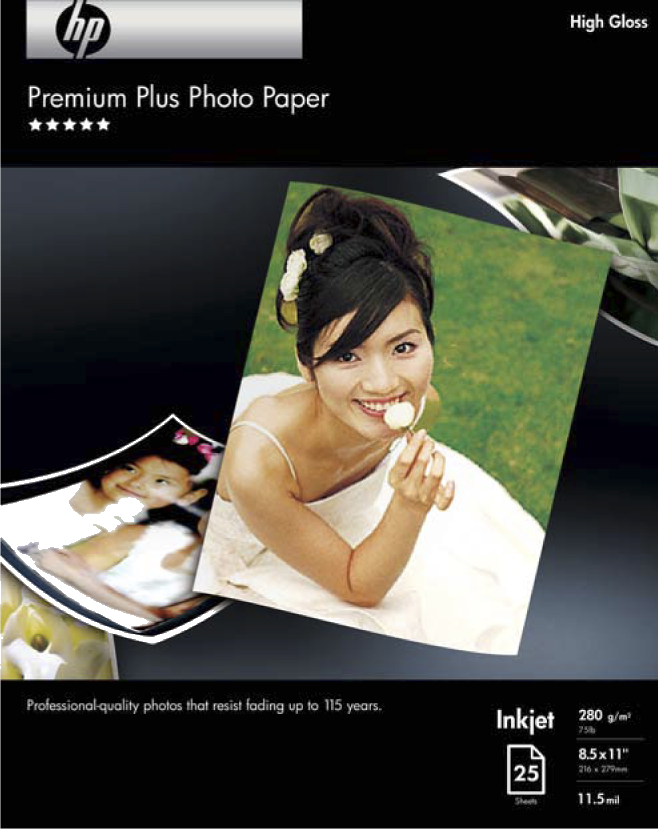 hp
High Gloss
Premium Plus Photo Paper
★★★★★
Professional-quality photos that resist fading up to 115 years.
Inkjet
280 g/m²
75lb
8.5x11"
216 x 279mm
25
Sheets
11.5 mil